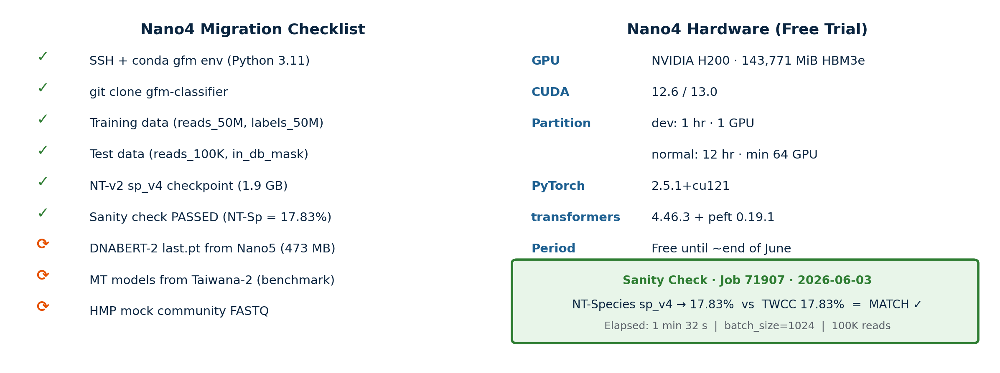 Nano4 Migration Checklist
✓ SSH + conda gfm env (Python 3.11)
✓ git clone gfm-classifier
✓ Training data (reads_50M, labels_50M)
✓ Test data (reads_100K, in_db_mask)
✓ NT-v2 sp_v4 checkpoint (1.9 GB)
✓ Sanity check PASSED (NT-Sp = 17.83%)
⟳ DNABERT-2 last.pt from Nano5 (473 MB)
⟳ MT models from Taiwana-2 (benchmark)
⟳ HMP mock community FASTQ
Nano4 Hardware (Free Trial)
GPU NVIDIA H200 · 143,771 MiB HBM3e
CUDA 12.6 / 13.0
Partition dev: 1 hr · 1 GPU
normal: 12 hr · min 64 GPU
PyTorch 2.5.1+cu121
transformers 4.46.3 + peft 0.19.1
Period Free until ~end of June
Sanity Check · Job 71907 · 2026-06-03
NT-Species sp_v4 → 17.83% vs TWCC 17.83% = MATCH ✓
Elapsed: 1 min 32 s | batch_size=1024 | 100K reads